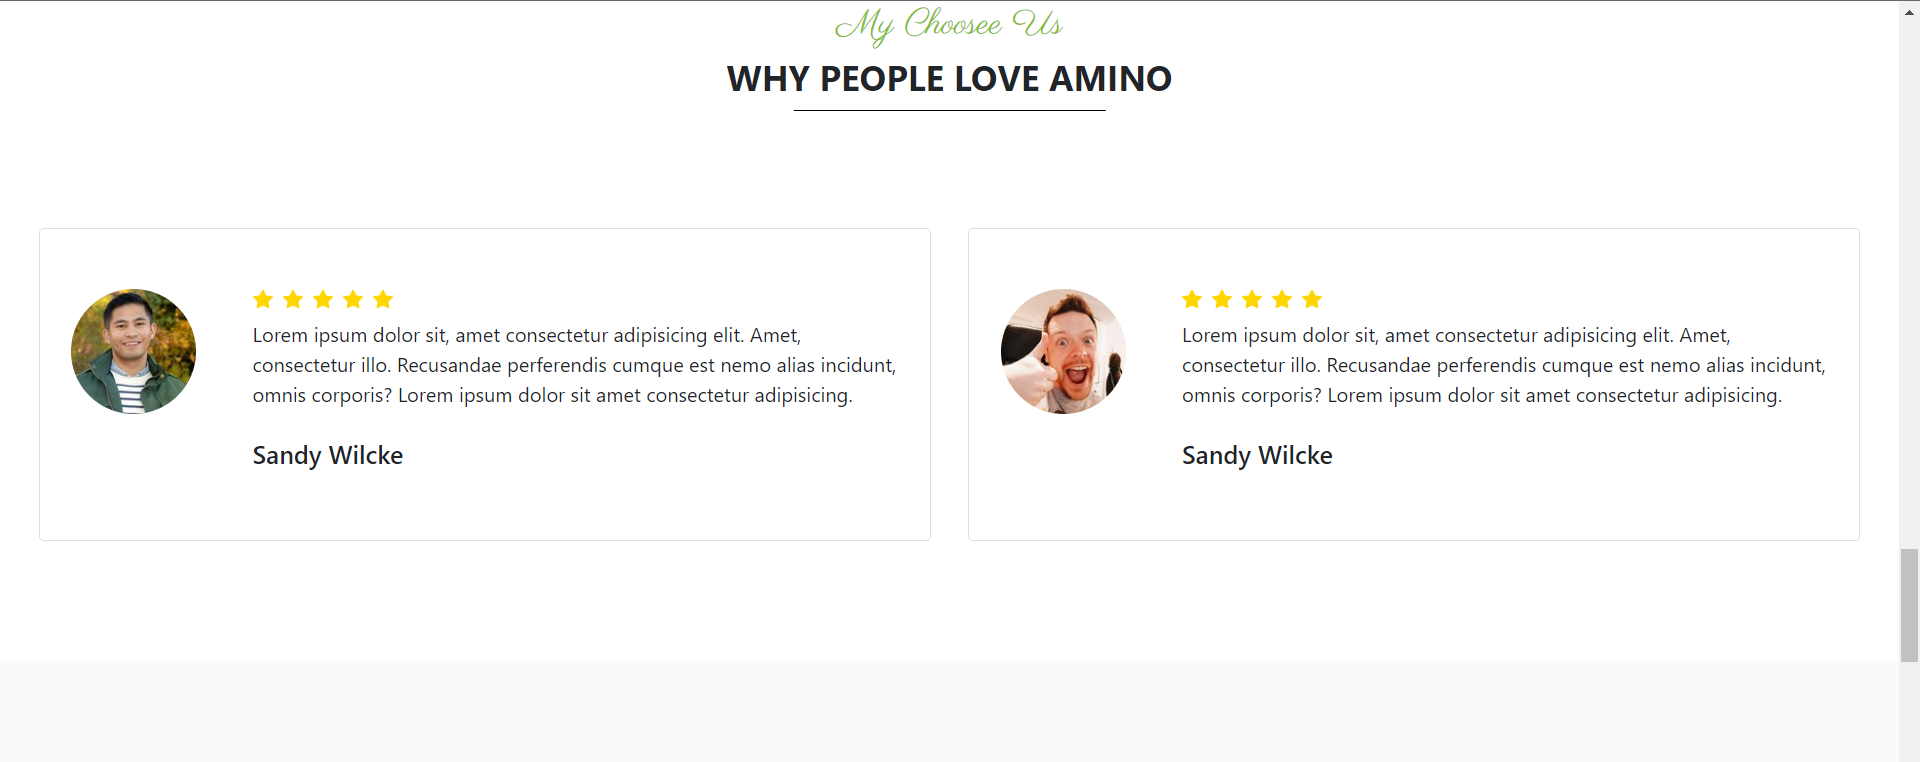 My Choosee Us
WHY PEOPLE LOVE AMINO
Lorem ipsum dolor sit, amet consectetur adipisicing elit. Amet,
consectetur illo. Recusandae perferendis cumque est nemo alias incidunt,
omnis corporis? Lorem ipsum dolor sit amet consectetur adipisicing.
Sandy Wilcke
Lorem ipsum dolor sit, amet consectetur adipisicing elit. Amet,
consectetur illo. Recusandae perferendis cumque est nemo alias incidunt,
omnis corporis? Lorem ipsum dolor sit amet consectetur adipisicing.
Sandy Wilcke